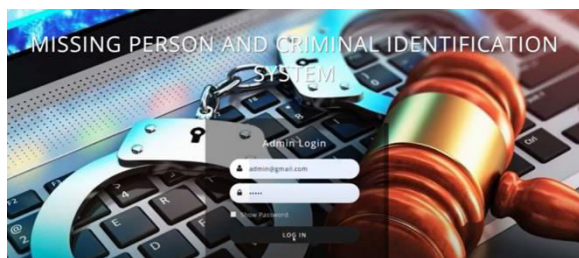 MISSING PERSON AND CRIMINAL IDENTIFICATION
SYSTEM
Admin Login
admin@gmail.com
•••••
Show Password
LOG IN